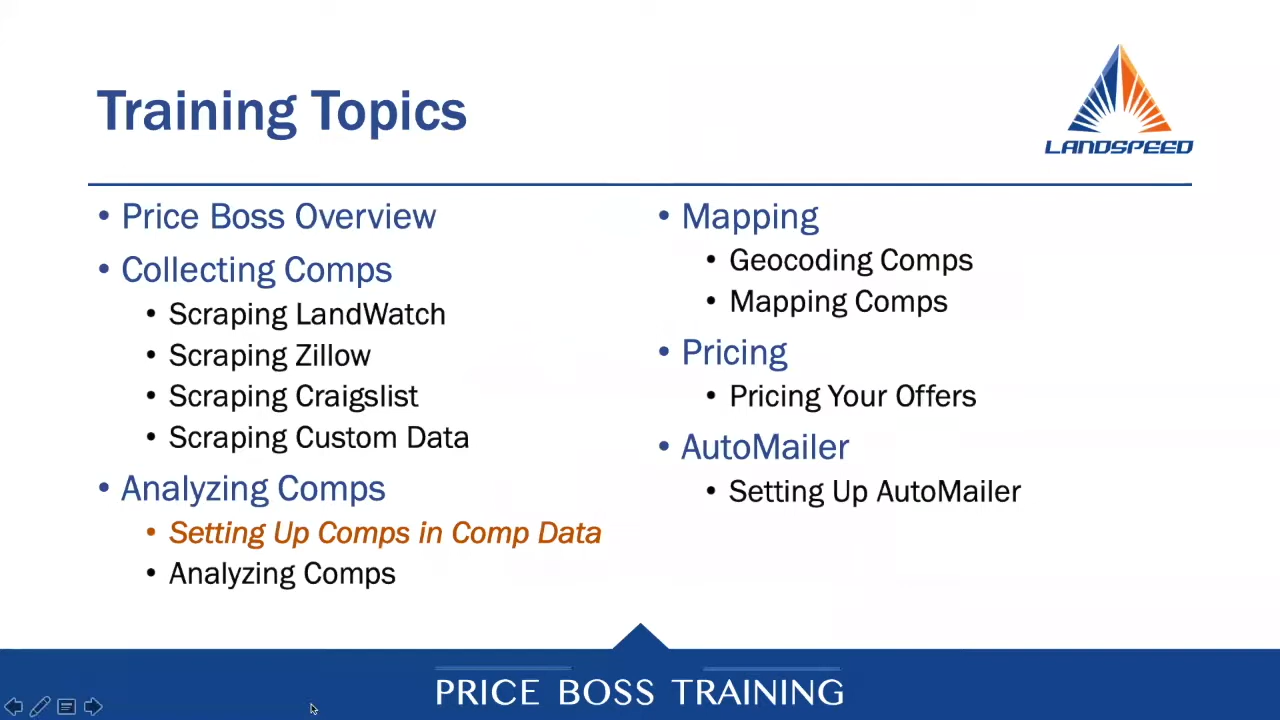 Training Topics
LANDSPEED
• Price Boss Overview
• Collecting Comps
• Scraping LandWatch
• Scraping Zillow
• Scraping Craigslist
• Scraping Custom Data
• Analyzing Comps
• Setting Up Comps in Comp Data
• Analyzing Comps
• Mapping
• Geocoding Comps
• Mapping Comps
• Pricing
• Pricing Your Offers
• AutoMailer
• Setting Up AutoMailer
PRICE BOSS TRAINING